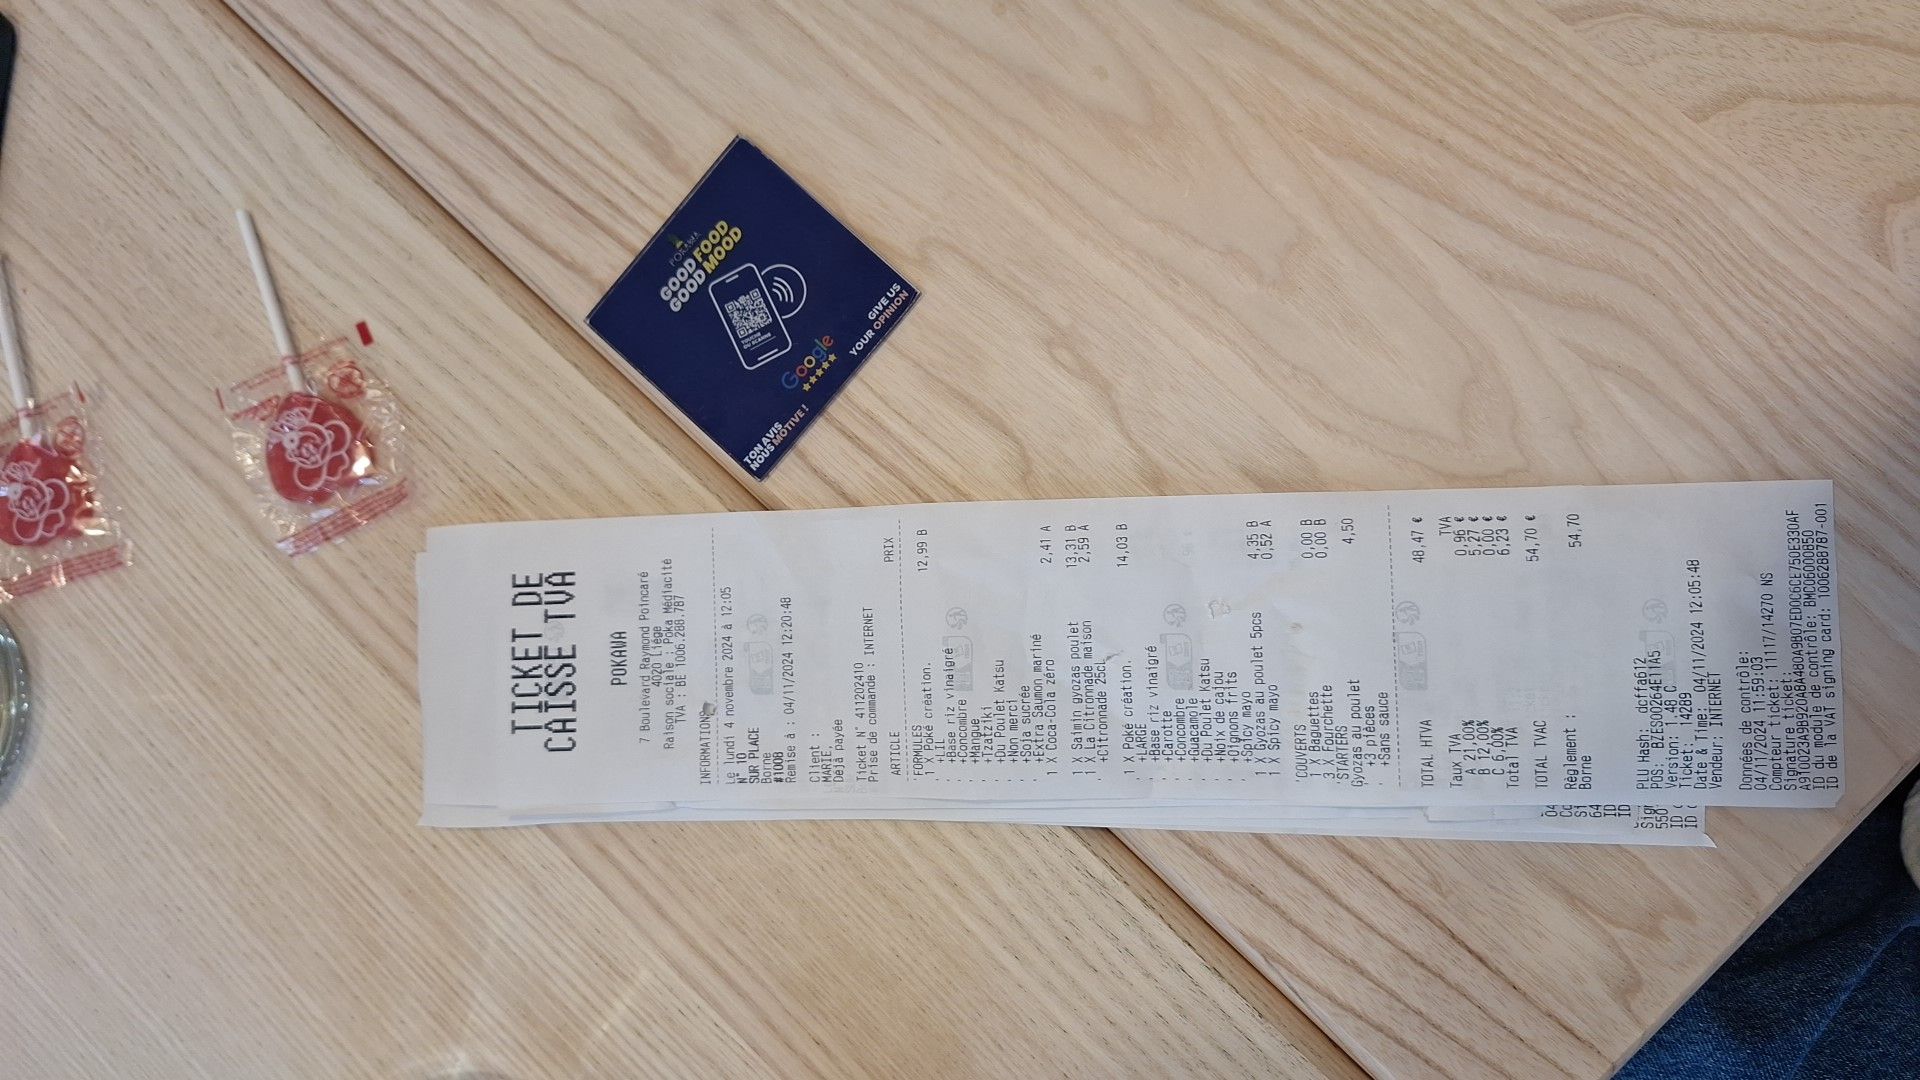 POKAWA
GOOD FOOD
GOOD MOOD
TOUCHE
OU SCANNE
Google
TON AVIS
NOUS MOTIVE !
GIVE US
YOUR OPINION
TICKET DE
CAISSE TVA
POKAWA
7 Boulevard Raymond Poincaré
4020 Liège
Raison sociale : Poka Médiacité
TVA : BE 1006.288.787
INFORMATIONS
Le lundi 4 novembre 2024 à 12:05
N° 10
SUR PLACE
Borne
#1008
Remise à : 04/11/2024 12:20:48
Client :
MARIE,
Déjà payée
Ticket N° 411202410
Prise de commande : INTERNET
ARTICLE PRIX
'FORMULES
1 X Poké création. 12,99 B
+Base riz vinaigré
+Concombre
+Mangue
+Tzatziki
+Du Poulet Katsu
+Non merci
+Soja sucrée
+Extra Saumon mariné
1 X Coca-Cola zéro 2,41 A
1 X Saimin gyozas poulet 13,31 B
1 X La Citronnade maison 2,59 A
+Citronnade 25cL
1 X Poké création. 14,03 B
+LARGE
+Base riz vinaigré
+Carotte
+Concombre
+Guacamole
+Du Poulet Katsu
+Noix de cajou
+Oignons frits
+Spicy mayo
1 X Gyozas au poulet 5pcs 4,35 B
1 X Spicy mayo 0,52 A
'COUVERTS
1 X Baguettes 0,00 B
3 X Fourchette 0,00 B
'STARTERS
Gyozas au poulet 4,50
+3 pièces
+Sans sauce
TOTAL HTVA 48,47 €
Taux TVA TVA
A 21,00% 0,96 €
B 12,00% 5,27 €
C 6,00% 0,00 €
Total TVA 6,23 €
TOTAL TVAC 54,70 €
Règlement :
Borne 54,70
PLU Hash: dcffa612
POS: BZES00264E11A5
Version: 1.48 C
Ticket: 14289
Date & Time: 04/11/2024 12:05:48
Vendeur: INTERNET
Données de contrôle:
04/11/2024 11:59:03
Compteur ticket: 11117/14270 NS
Signature ticket:
ID du module de contrôle: BMC06000850
ID de la VAT signing card: 1006288787-001